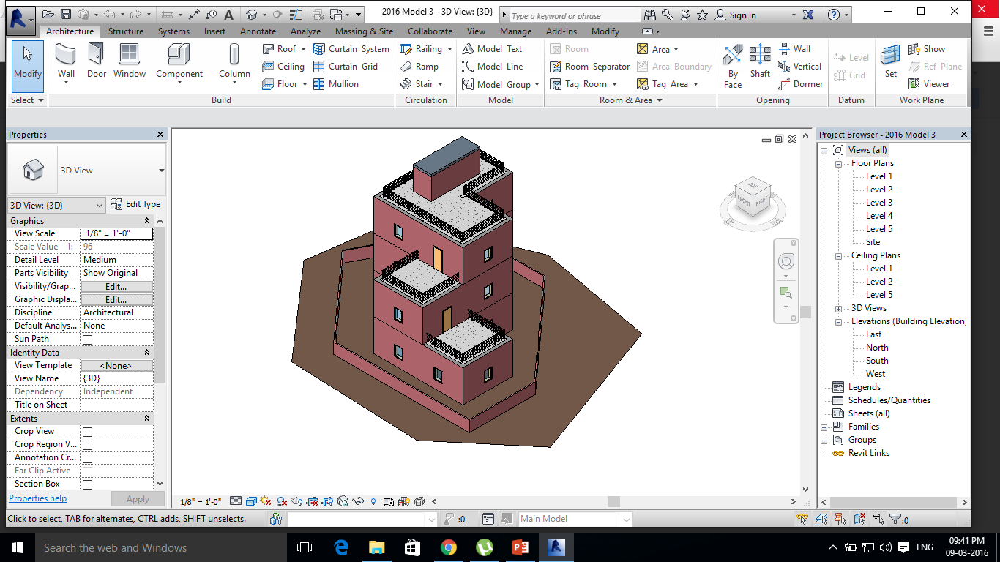 2016 Model 3 - 3D View: {3D}
Type a keyword or phrase
Sign In
Architecture Structure Systems Insert Annotate Analyze Massing & Site Collaborate View Manage Add-Ins Modify
Modify
Wall
Door
Window
Component
Column
Roof
Ceiling
Floor
Curtain System
Curtain Grid
Mullion
Railing
Ramp
Stair
Model Text
Model Line
Model Group
Room
Room Separator
Tag Room
Area
Area Boundary
Tag Area
By Face
Shaft
Wall
Vertical
Dormer
Level
Grid
Set
Show
Ref Plane
Viewer
Select Build Circulation Model Room & Area Opening Datum Work Plane
Properties
3D View
3D View: {3D} Edit Type
Graphics
View Scale 1/8" = 1'-0"
Scale Value 1: 96
Detail Level Medium
Parts Visibility Show Original
Visibility/Grap... Edit...
Graphic Displa... Edit...
Discipline Architectural
Default Analys... None
Sun Path
Identity Data
View Template <None>
View Name {3D}
Dependency Independent
Title on Sheet
Extents
Crop View
Crop Region V...
Annotation Cr...
Far Clip Active
Section Box
Properties help Apply
TOP
FRONT RIGHT
1/8" = 1'-0"
Project Browser - 2016 Model 3
Views (all)
Floor Plans
Level 1
Level 2
Level 3
Level 4
Level 5
Site
Ceiling Plans
Level 1
Level 2
Level 5
3D Views
Elevations (Building Elevation)
East
North
South
West
Legends
Schedules/Quantities
Sheets (all)
Families
Groups
Revit Links
Click to select, TAB for alternates, CTRL adds, SHIFT unselects.
:0
Main Model
:0
Search the web and Windows
ENG
09:41 PM
09-03-2016